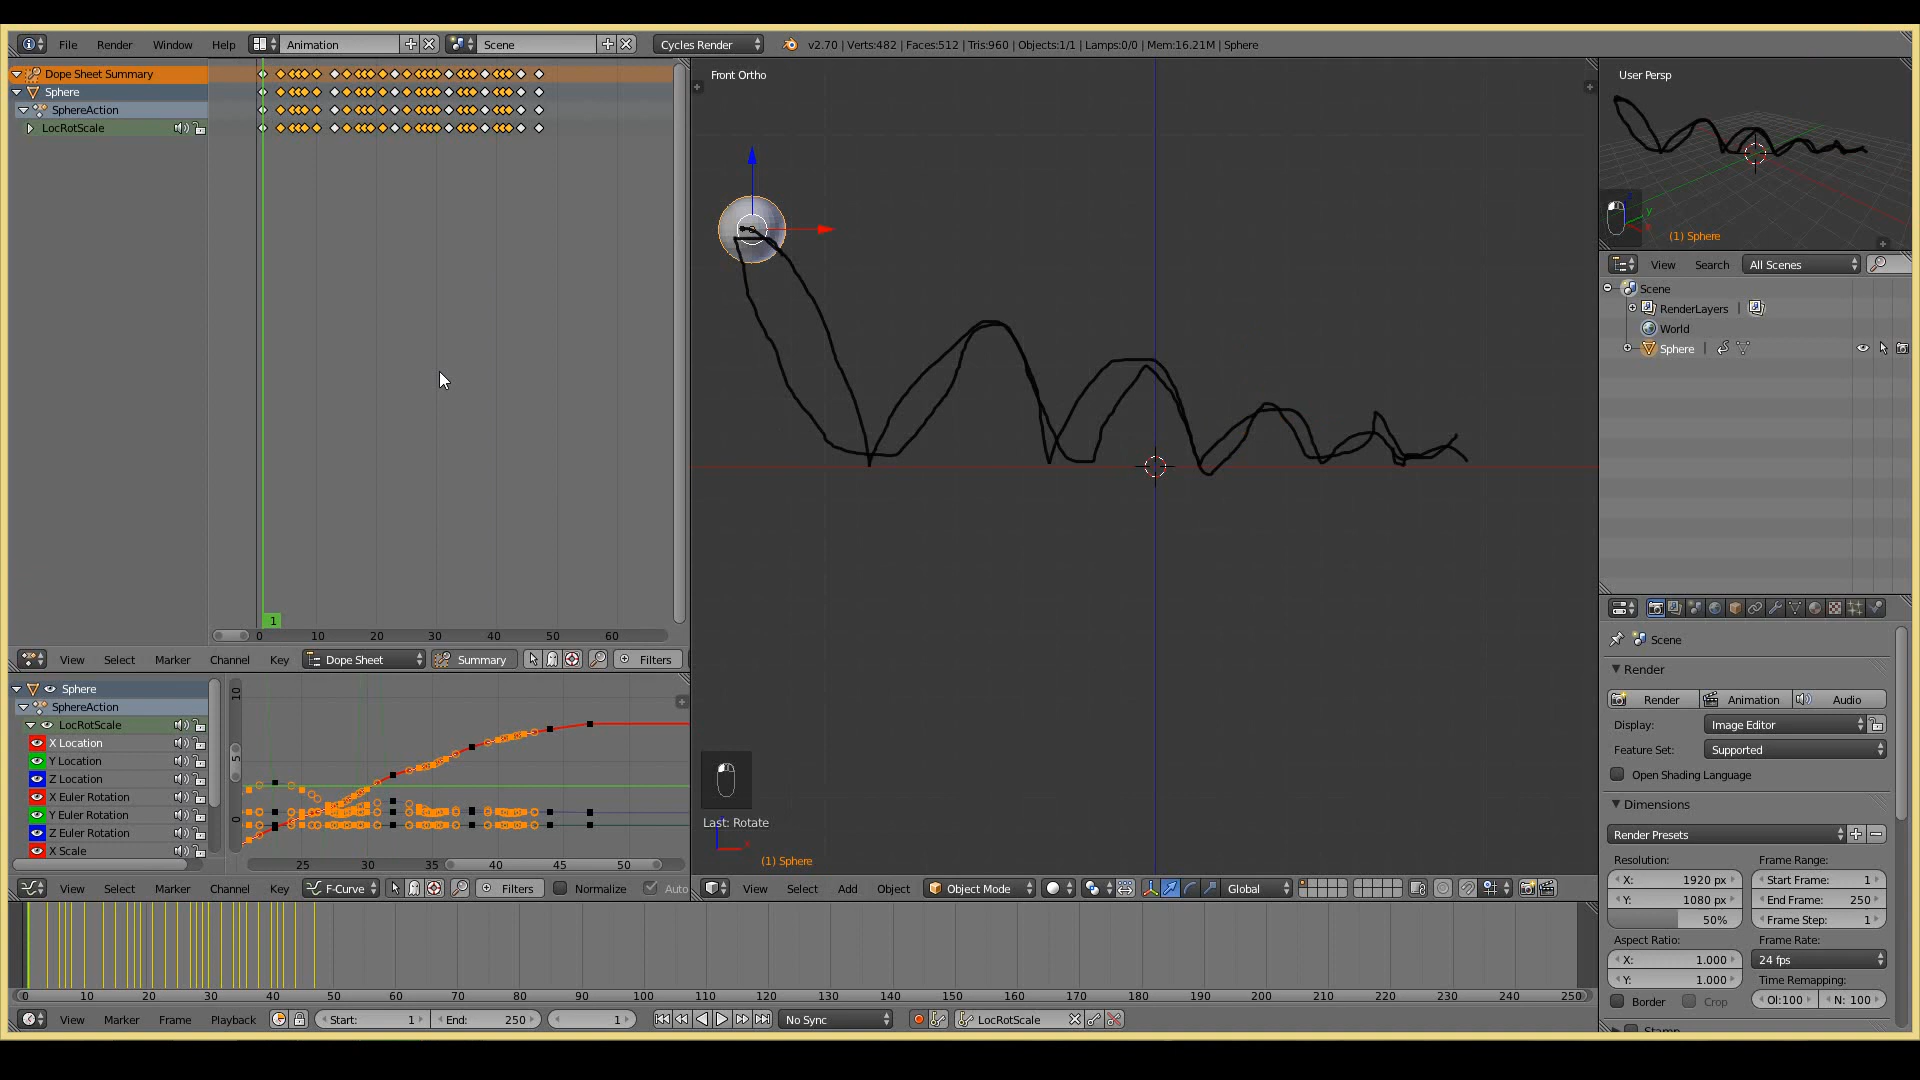 File Render Window Help Animation Scene Cycles Render v2.70 | Verts:482 | Faces:512 | Tris:960 | Objects:1/1 | Lamps:0/0 | Mem:16.21M | Sphere
Dope Sheet Summary
Sphere
SphereAction
LocRotScale
1
0 10 20 30 40 50 60
View Select Marker Channel Key Dope Sheet Summary Filters
Sphere
SphereAction
LocRotScale
X Location
Y Location
Z Location
X Euler Rotation
Y Euler Rotation
Z Euler Rotation
X Scale
10
5
0
25 30 35 40 45 50
View Select Marker Channel Key F-Curve Filters Normalize Auto
Front Ortho
Last: Rotate
(1) Sphere
View Select Add Object Object Mode Global
User Persp
y
(1) Sphere
View Search All Scenes
Scene
RenderLayers |
World
Sphere |
Scene
Render
Render Animation Audio
Display: Image Editor
Feature Set: Supported
Open Shading Language
Dimensions
Render Presets
Resolution: Frame Range:
X: 1920 px Start Frame: 1
Y: 1080 px End Frame: 250
50% Frame Step: 1
Aspect Ratio: Frame Rate:
X: 1.000 24 fps
Y: 1.000 Time Remapping:
Border Crop Ol:100 N: 100
Stamp
0 10 20 30 40 50 60 70 80 90 100 110 120 130 140 150 160 170 180 190 200 210 220 230 240 250
View Marker Frame Playback Start: 1 End: 250 1 No Sync LocRotScale